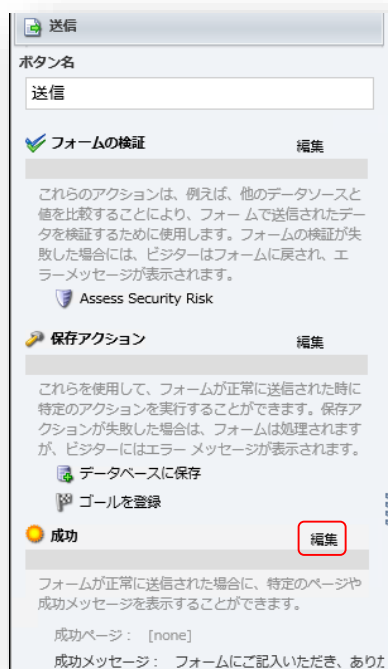 送信
ボタン名
送信
フォームの検証 編集
これらのアクションは、例えば、他のデータソースと
値を比較することにより、フォー ムで送信されたデー
タを検証するために使用します。フォームの検証が失
敗した場合には、ビジターはフォームに戻され、エ
ラーメッセージが表示されます。
Assess Security Risk
保存アクション 編集
これらを使用して、フォームが正常に送信された時に
特定のアクションを実行することができます。保存ア
クションが失敗した場合は、フォームは処理されます
が、ビジターにはエラー メッセージが表示されます。
データベースに保存
ゴールを登録
成功 編集
フォームが正常に送信された場合に、特定のページや
成功メッセージを表示することができます。
成功ページ： [none]
成功メッセージ： フォームにご記入いただき、ありた